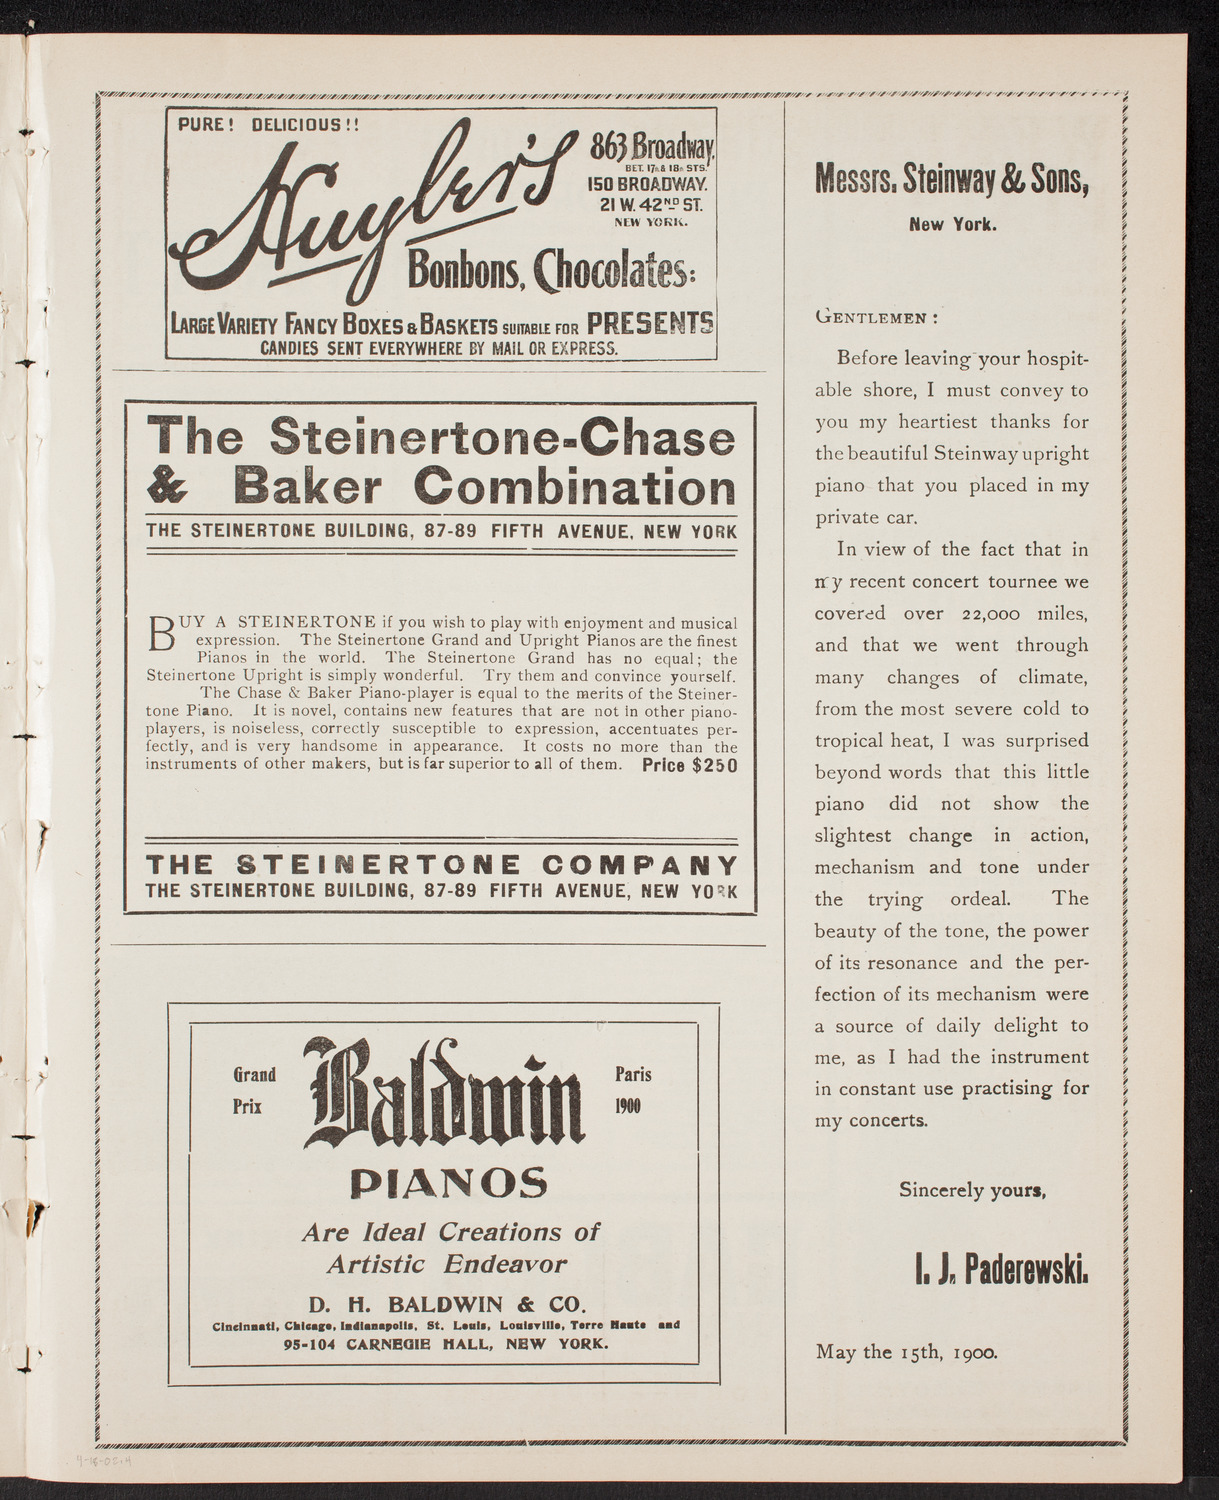 PURE! DELICIOUS!!
Huyler's
863 Broadway,
BET. 17th & 18th STS.
150 BROADWAY.
21 W. 42ND ST.
NEW YORK.
Bonbons, Chocolates:
LARGE VARIETY FANCY BOXES & BASKETS SUITABLE FOR PRESENTS
CANDIES SENT EVERYWHERE BY MAIL OR EXPRESS.
The Steinertone-Chase
& Baker Combination
THE STEINERTONE BUILDING, 87-89 FIFTH AVENUE, NEW YORK
BUY A STEINERTONE if you wish to play with enjoyment and musical
expression. The Steinertone Grand and Upright Pianos are the finest
Pianos in the world. The Steinertone Grand has no equal; the
Steinertone Upright is simply wonderful. Try them and convince yourself.
The Chase & Baker Piano-player is equal to the merits of the Steiner-
tone Piano. It is novel, contains new features that are not in other piano-
players, is noiseless, correctly susceptible to expression, accentuates per-
fectly, and is very handsome in appearance. It costs no more than the
instruments of other makers, but is far superior to all of them. Price $250
THE STEINERTONE COMPANY
THE STEINERTONE BUILDING, 87-89 FIFTH AVENUE, NEW YORK
Grand
Prix
Baldwin
Paris
1900
PIANOS
Are Ideal Creations of
Artistic Endeavor
D. H. BALDWIN & CO.
Cincinnati, Chicago, Indianapolis, St. Louis, Louisville, Terre Haute and
95-104 CARNEGIE HALL, NEW YORK.
Messrs. Steinway & Sons,
New York.
GENTLEMEN:
Before leaving your hospit-
able shore, I must convey to
you my heartiest thanks for
the beautiful Steinway upright
piano that you placed in my
private car.
In view of the fact that in
my recent concert tournee we
covered over 22,000 miles,
and that we went through
many changes of climate,
from the most severe cold to
tropical heat, I was surprised
beyond words that this little
piano did not show the
slightest change in action,
mechanism and tone under
the trying ordeal. The
beauty of the tone, the power
of its resonance and the per-
fection of its mechanism were
a source of daily delight to
me, as I had the instrument
in constant use practising for
my concerts.
Sincerely yours,
I. J. Paderewski.
May the 15th, 1900.
4-18-02.4